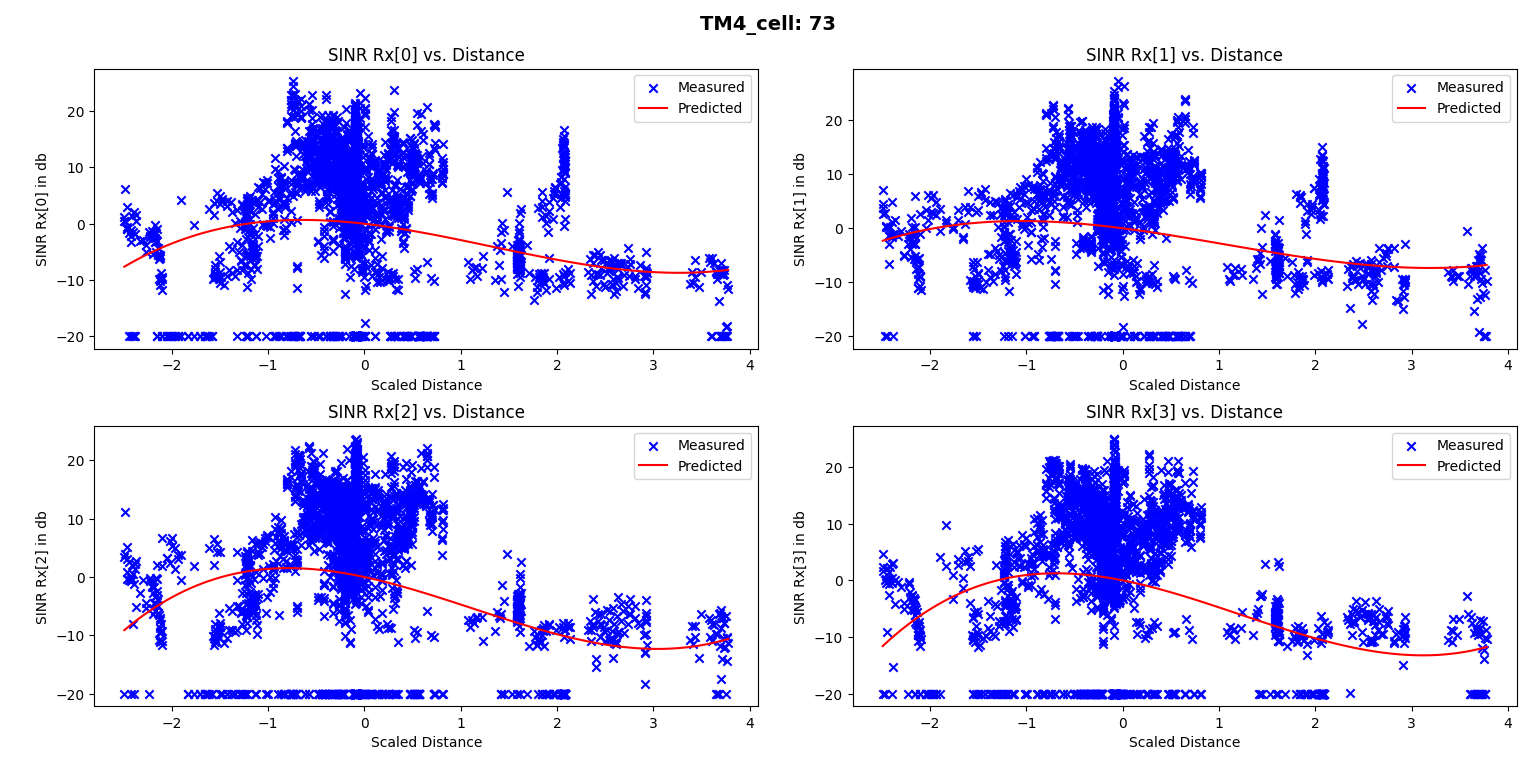 TM4_cell: 73
SINR Rx[0] vs. Distance
SINR Rx[0] in db
20
10
0
−10
−20
Measured
Predicted
−2
−1
0
1
2
3
4
Scaled Distance
SINR Rx[1] vs. Distance
SINR Rx[1] in db
20
10
0
−10
−20
Measured
Predicted
−2
−1
0
1
2
3
4
Scaled Distance
SINR Rx[2] vs. Distance
SINR Rx[2] in db
20
10
0
−10
−20
Measured
Predicted
−2
−1
0
1
2
3
4
Scaled Distance
SINR Rx[3] vs. Distance
SINR Rx[3] in db
20
10
0
−10
−20
Measured
Predicted
−2
−1
0
1
2
3
4
Scaled Distance